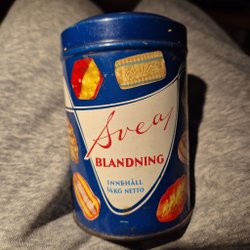 Svea
BLANDNING
INNEHÅLL
½ KG NETTO